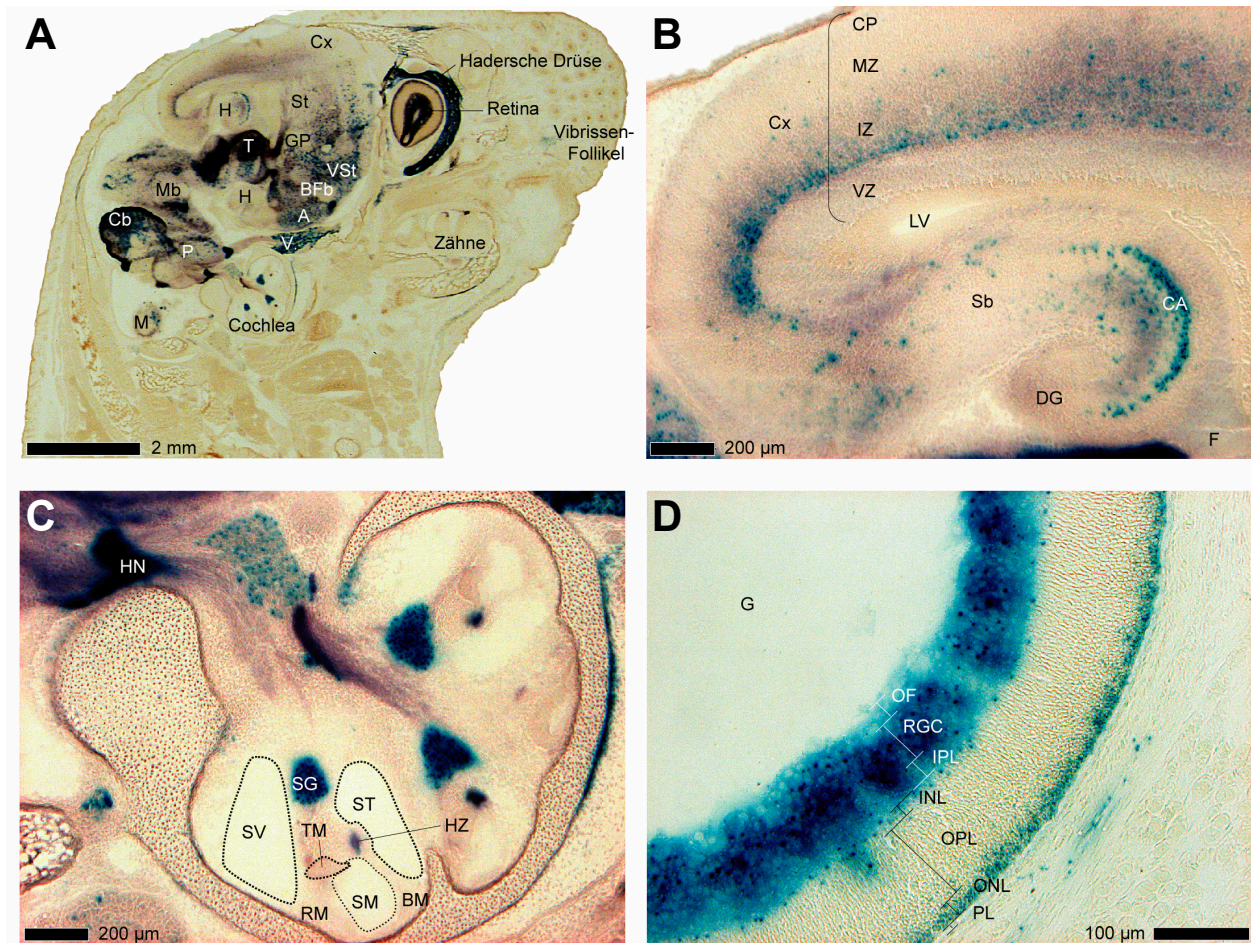 A
Cx
Hadersche Drüse
H
St
Retina
GP
T
Vibrissen-
Follikel
VSt
Mb
BFb
H
Cb
A
P
V
Zähne
M
Cochlea
2 mm
B
CP
MZ
Cx
IZ
VZ
LV
Sb
CA
DG
F
200 µm
C
HN
SG
ST
SV
TM
HZ
SM
BM
RM
200 µm
D
G
OF
RGC
IPL
INL
OPL
ONL
PL
100 µm